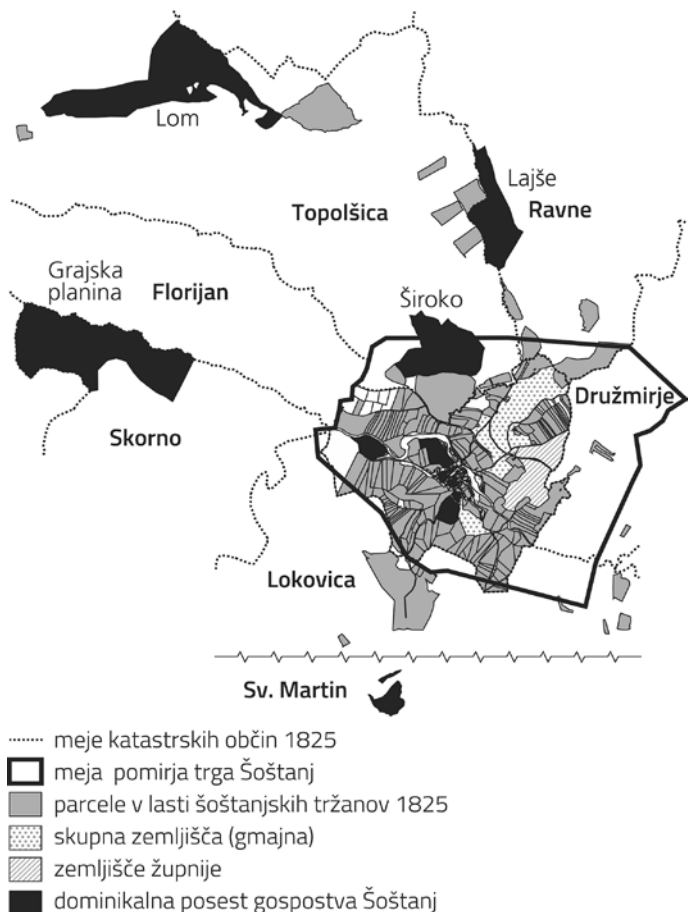 Lom
Lajše
Topolšica
Ravne
Grajska
planina
Florijan
Široko
Družmirje
Skorno
Lokovica
Sv. Martin
meje katastrskih občin 1825
meja pomirja trga Šoštanj
parcele v lasti šoštanjskih tržanov 1825
skupna zemljišča (gmajna)
zemljišče župnije
dominikalna posest gospostva Šoštanj